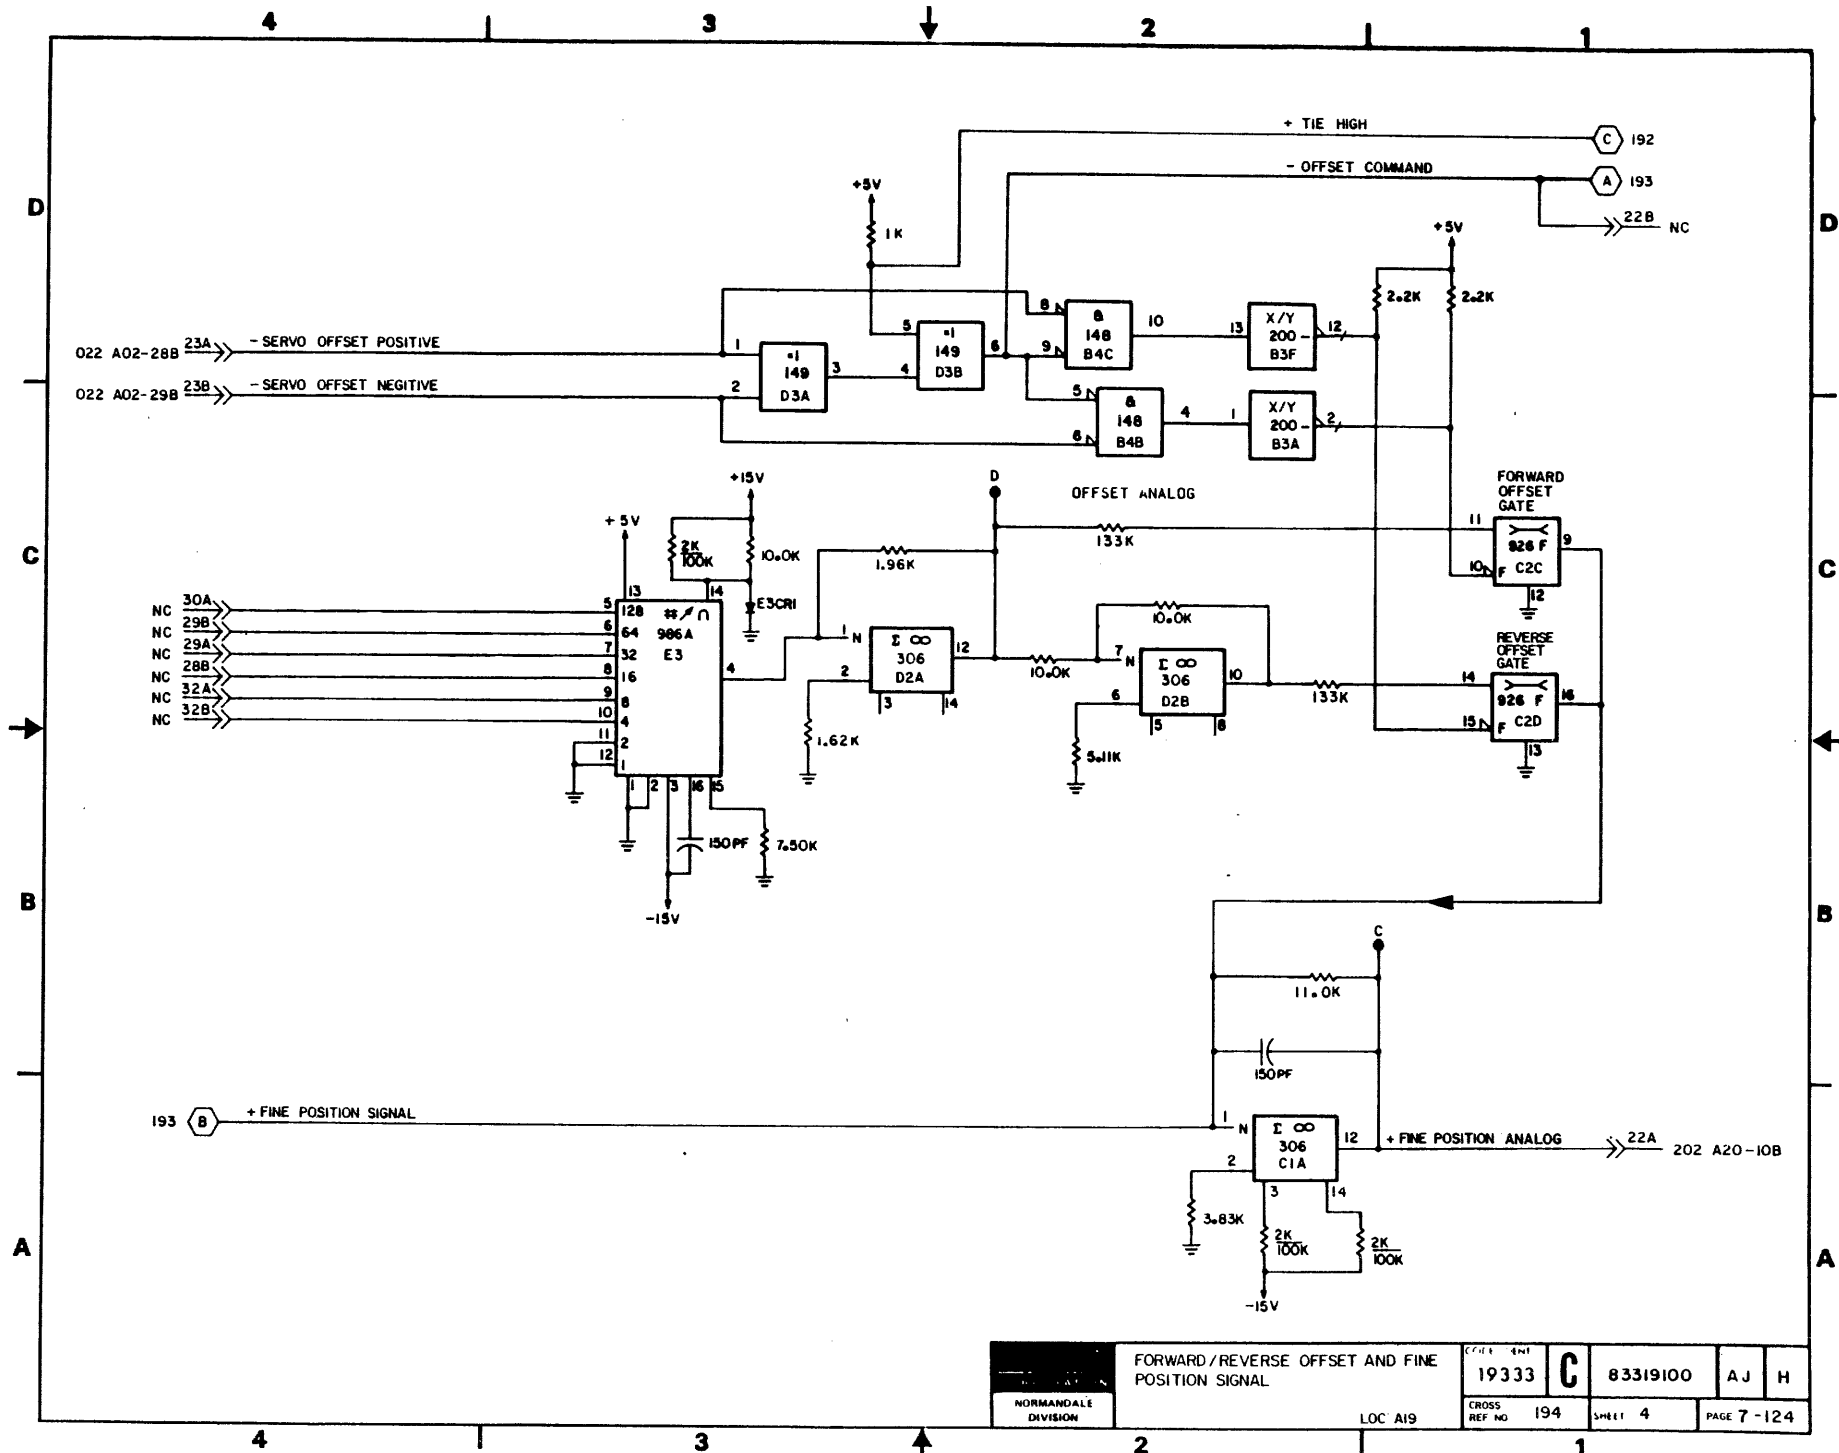 4 3 2 1
+ TIE HIGH
C 192
- OFFSET COMMAND
A 193
22B NC
D D
+5V
1K
+5V
2.2K 2.2K
022 A02-28B 23A - SERVO OFFSET POSITIVE
022 A02-29B 23B - SERVO OFFSET NEGITIVE
1 2 =1 149 D3A 3
5 4 =1 149 D3B 6
8 9 & 148 B4C 10
13 X/Y 200- B3F 12
5 6 & 148 B4B 4
1 X/Y 200- B3A 2
D
OFFSET ANALOG
+15V
+5V
2K
100K
10.0K
E3CR1
1.96K
133K
FORWARD
OFFSET
GATE
11 926 F C2C 9
10 F
12
C C
NC 30A 5 128
NC 29B 6 64
NC 29A 7 32
NC 28B 8 16
NC 32A 9 8
NC 32B 10 4
11 2
12 1
13 14
986A
E3
4
1 2 3 16 15
150PF
7.50K
-15V
1 N Σ ∞ 306 D2A 12
2 3 14
1.62K
10.0K
10.0K
7 N Σ ∞ 306 D2B 10
6 5 8
5.11K
133K
REVERSE
OFFSET
GATE
14 926 F C2D 16
15 F
13
B B
C
11.0K
150PF
193 B + FINE POSITION SIGNAL
1 N Σ ∞ 306 C1A 12
2 3 14
+ FINE POSITION ANALOG 22A 202 A20-10B
3.83K
2K
100K
2K
100K
-15V
A A
NORMANDALE
DIVISION
FORWARD/REVERSE OFFSET AND FINE
POSITION SIGNAL
LOC A19
19333 C 83319100 AJ H
CROSS
REF NO 194 SHEET 4 PAGE 7-124
4 3 2 1